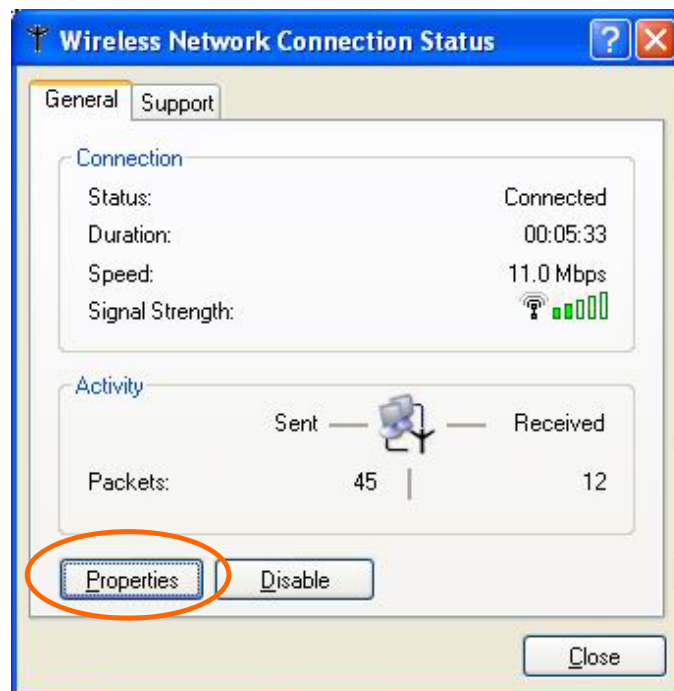 Wireless Network Connection Status
General Support
Connection
Status: Connected
Duration: 00:05:33
Speed: 11.0 Mbps
Signal Strength:
Activity
Sent Received
Packets: 45 12
Properties Disable
Close